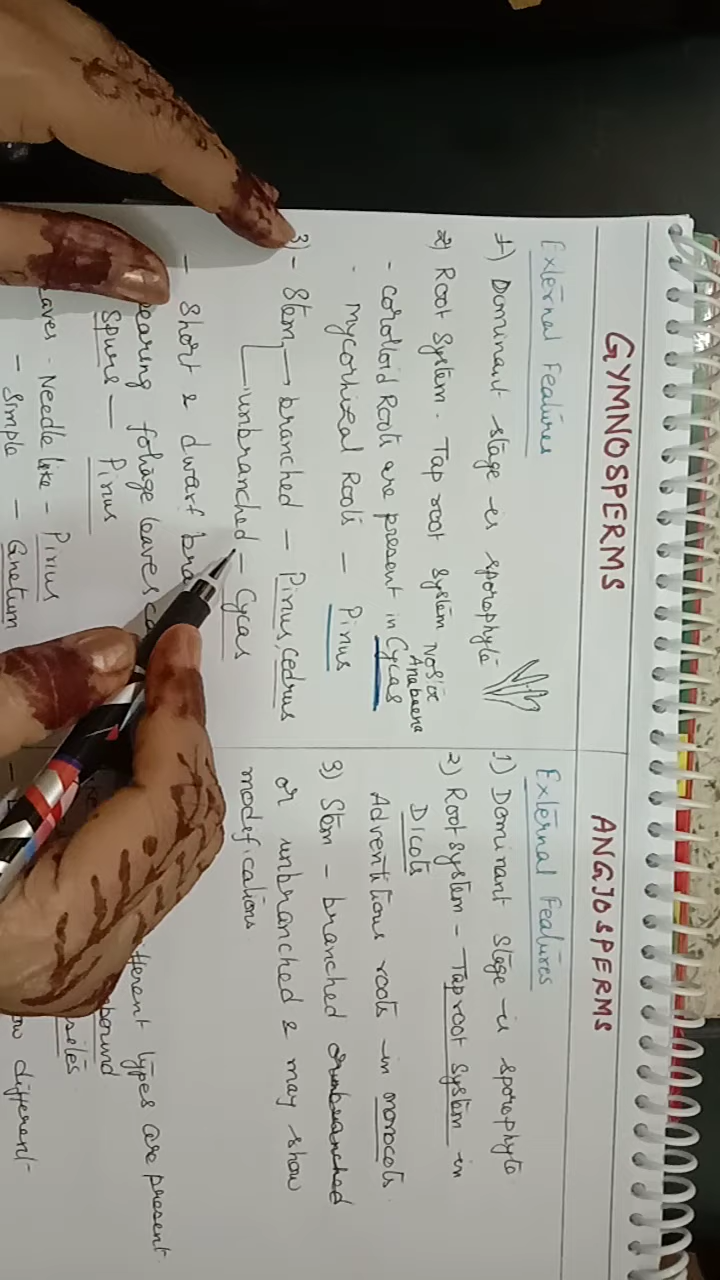 GYMNOSPERMS
External Features
1) Dominant stage is sporophyte
2) Root System - Tap root system
- corolloid Roots are present in Cycas
Nostoc
Anabaena
- Mycorhizal Roots - Pinus
3) - Stem → branched - Pinus, Cedrus
unbranched - Cycas
- Short & dwarf
bearing foliage leaves
Spurs - Pinus
Needle like - Pinus
- Simple - Gnetum
ANGIOSPERMS
External Features
1) Dominant Stage is sporophyte
2) Root System - Tap root System in
Dicots
Adventitious roots in monocots.
3) Stem - branched
or unbranched & may show
modifications
types are present.
different